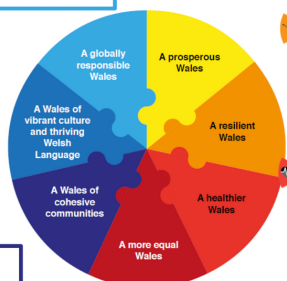 A globally
responsible
Wales
A prosperous
Wales
A Wales of
vibrant culture
and thriving
Welsh
Language
A resilient
Wales
A Wales of
cohesive
communities
A healthier
Wales
A more equal
Wales